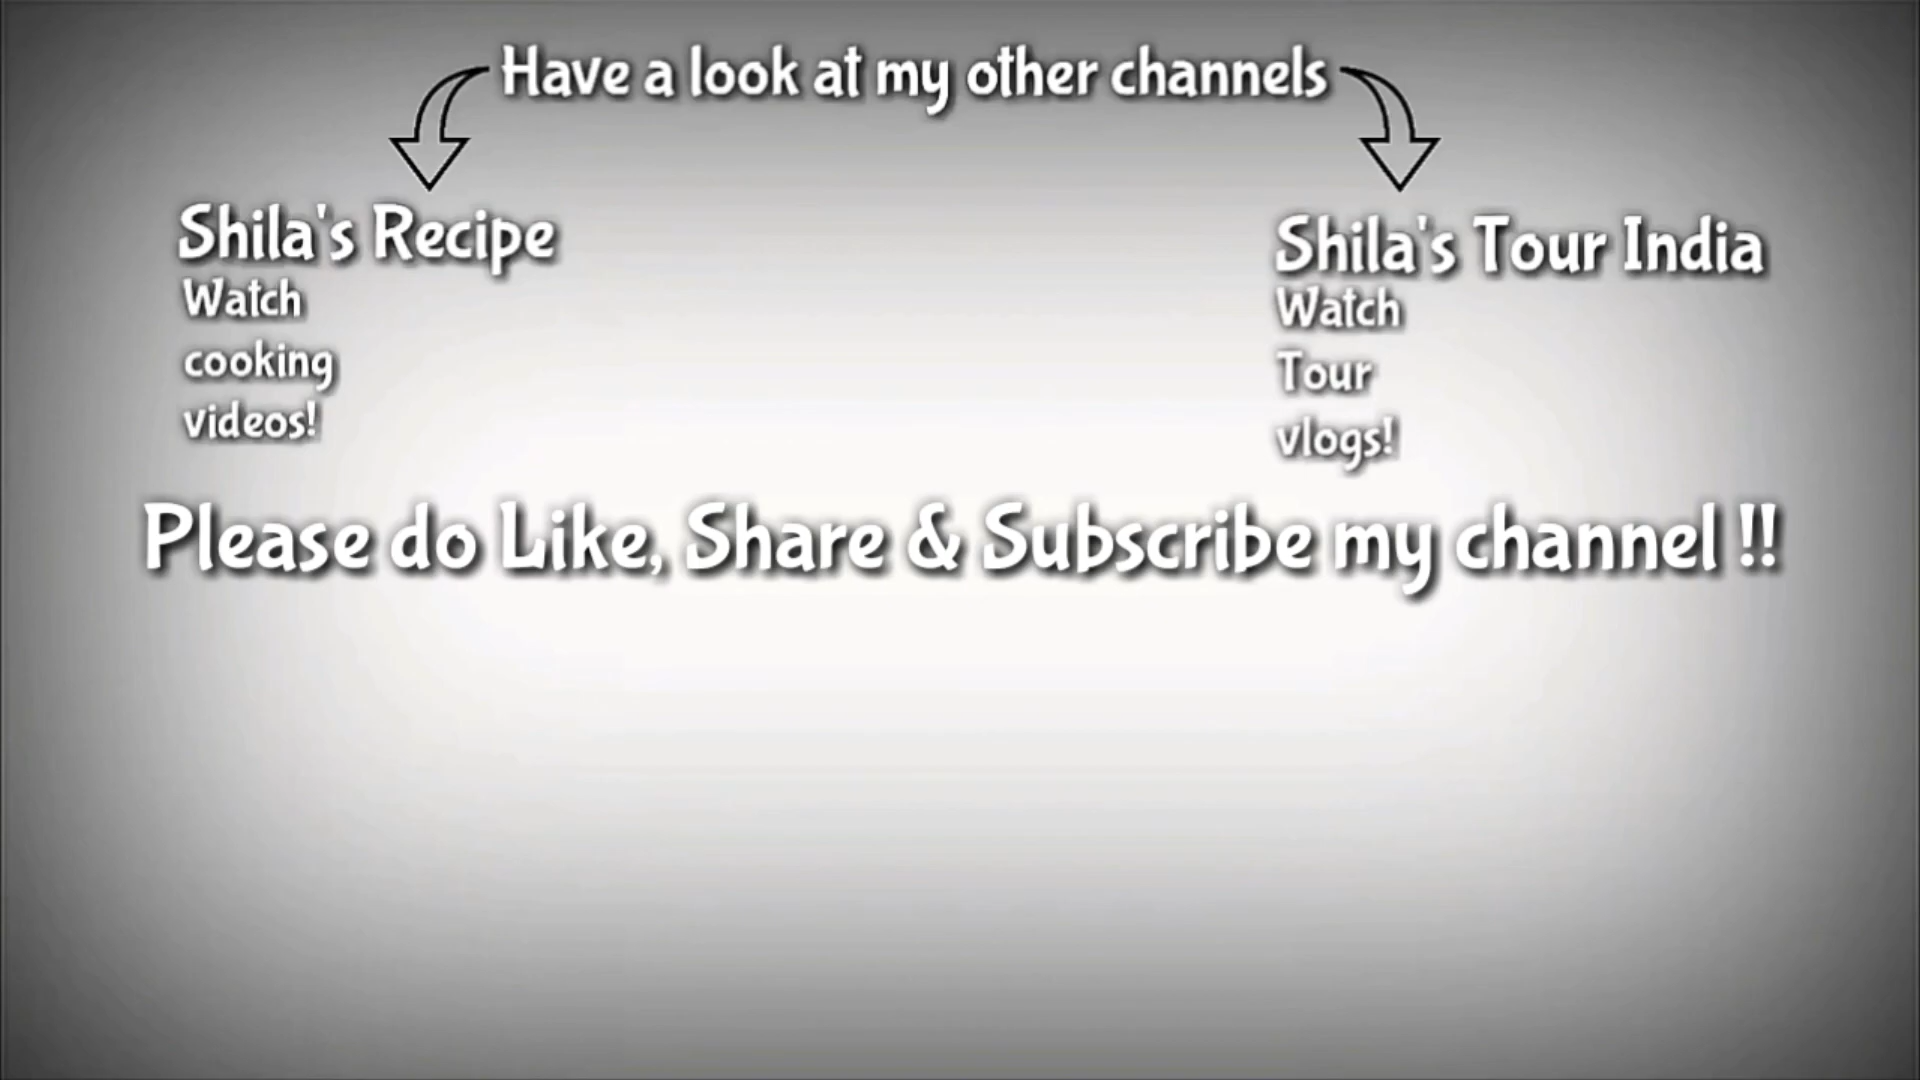 Have a look at my other channels
Shila's Recipe
Watch
cooking
videos!
Shila's Tour India
Watch
Tour
vlogs!
Please do Like, Share & Subscribe my channel !!